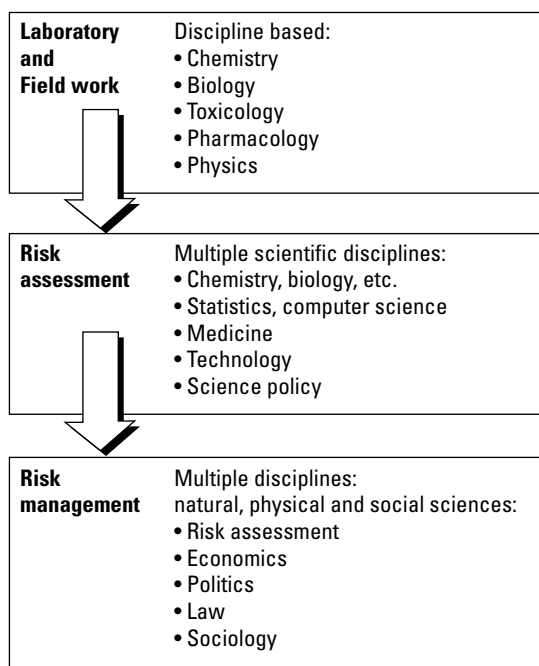 Laboratory
and
Field work
Discipline based:
• Chemistry
• Biology
• Toxicology
• Pharmacology
• Physics
Risk
assessment
Multiple scientific disciplines:
• Chemistry, biology, etc.
• Statistics, computer science
• Medicine
• Technology
• Science policy
Risk
management
Multiple disciplines:
natural, physical and social sciences:
• Risk assessment
• Economics
• Politics
• Law
• Sociology